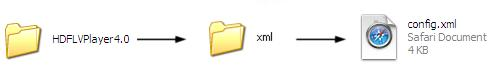 HDFLVPlayer4.0
xml
config.xml
Safari Document
4 KB